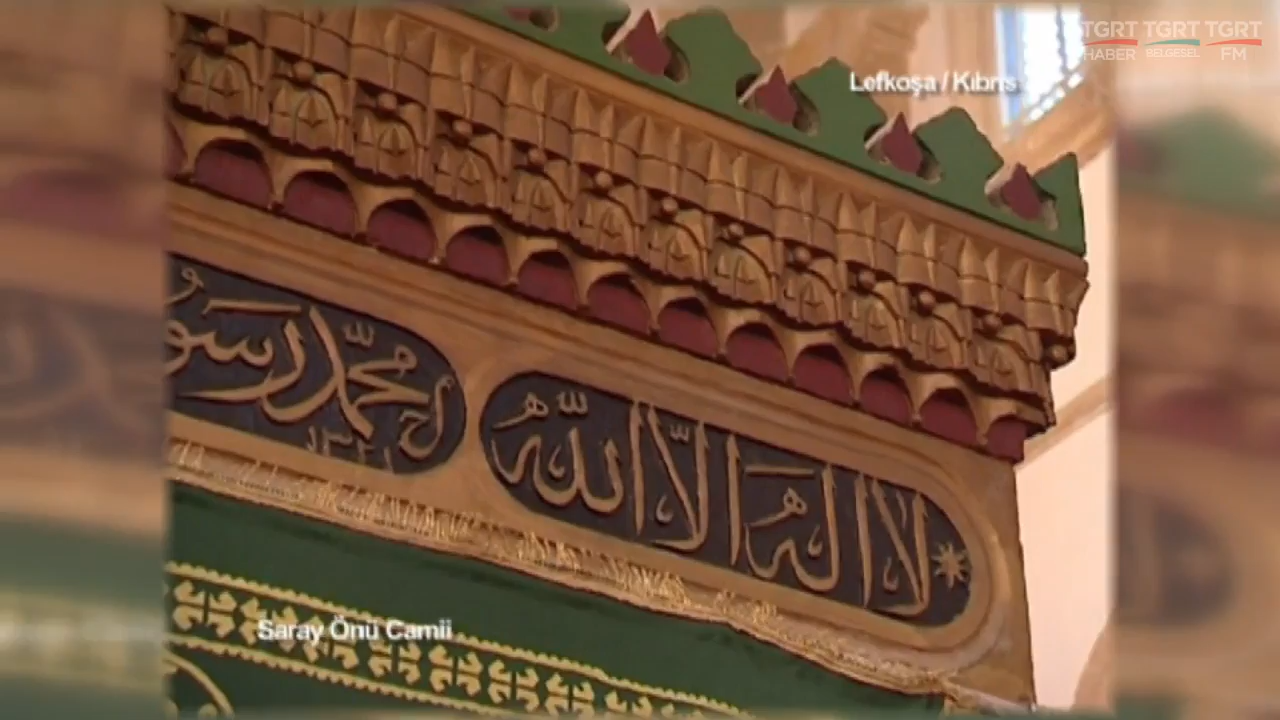 TGRT TGRT TGRT
HABER BELGESEL FM
Lefkoşa / Kıbrıs
لا اله الا الله
محمد رسو
Saray Önü Camii